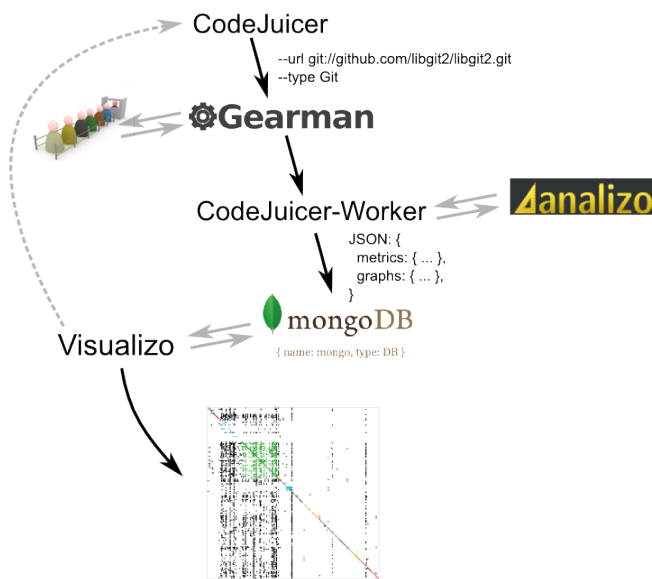 CodeJuicer
--url git://github.com/libgit2/libgit2.git
--type Git
Gearman
CodeJuicer-Worker
analizo
JSON: {
metrics: { ... },
graphs: { ... },
}
mongoDB
{ name: mongo, type: DB }
Visualizo